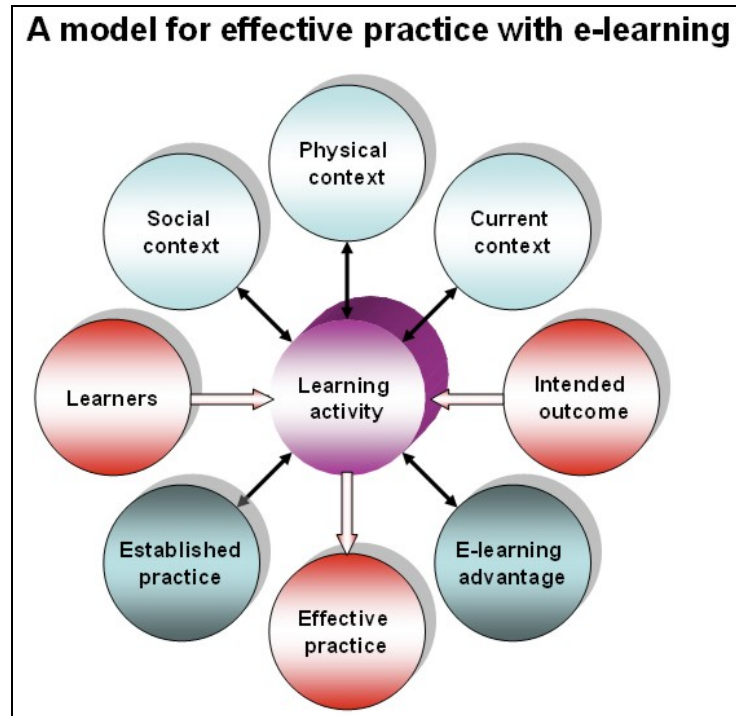 A model for effective practice with e-learning
Physical
context
Social
context
Current
context
Learners
Learning
activity
Intended
outcome
Established
practice
E-learning
advantage
Effective
practice